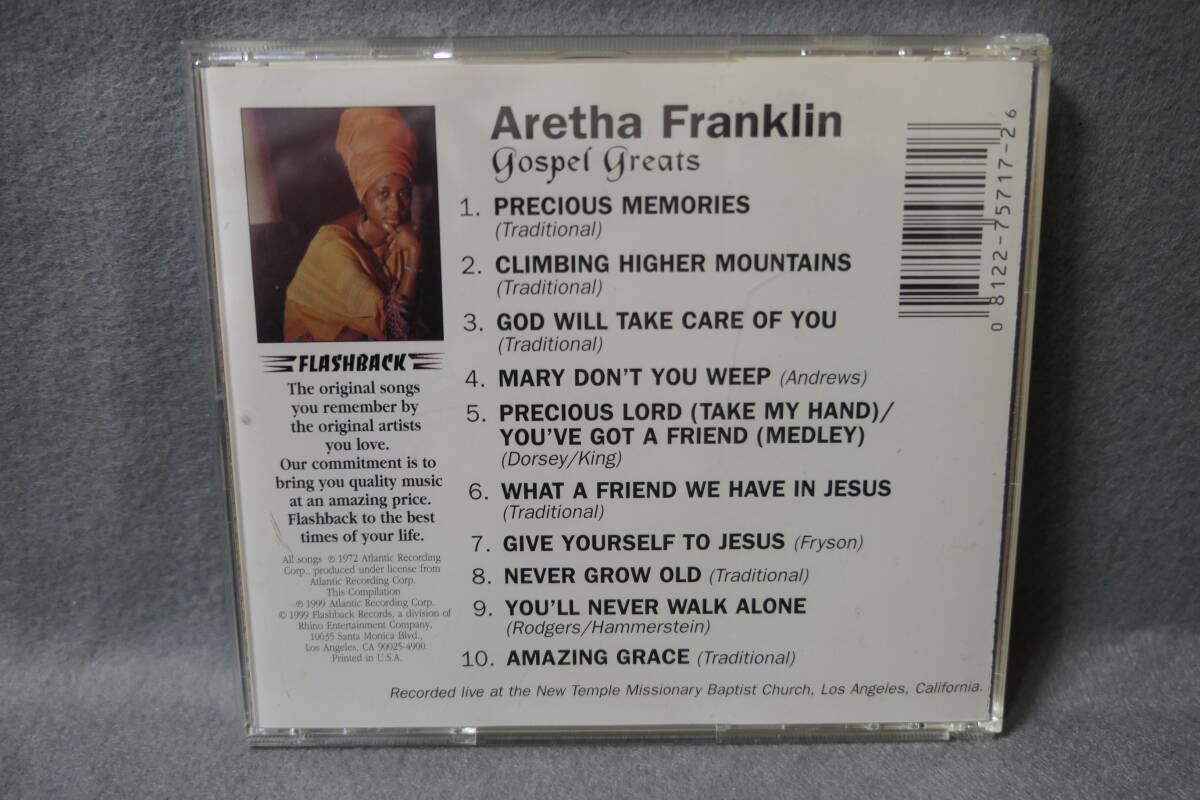 Aretha Franklin
Gospel Greats
1. PRECIOUS MEMORIES
(Traditional)
2. CLIMBING HIGHER MOUNTAINS
(Traditional)
3. GOD WILL TAKE CARE OF YOU
(Traditional)
4. MARY DON'T YOU WEEP (Andrews)
5. PRECIOUS LORD (TAKE MY HAND)/
YOU'VE GOT A FRIEND (MEDLEY)
(Dorsey/King)
6. WHAT A FRIEND WE HAVE IN JESUS
(Traditional)
7. GIVE YOURSELF TO JESUS (Fryson)
8. NEVER GROW OLD (Traditional)
9. YOU'LL NEVER WALK ALONE
(Rodgers/Hammerstein)
10. AMAZING GRACE (Traditional)
Recorded live at the New Temple Missionary Baptist Church, Los Angeles, California.
FLASHBACK
The original songs
you remember by
the original artists
you love.
Our commitment is to
bring you quality music
at an amazing price.
Flashback to the best
times of your life.
All songs ℗ 1972 Atlantic Recording
Corp., produced under license from
Atlantic Recording Corp.
This Compilation
℗ 1999 Atlantic Recording Corp.
© 1999 Flashback Records, a division of
Rhino Entertainment Company,
10635 Santa Monica Blvd.,
Los Angeles, CA 90025-4900.
Printed in U.S.A.
0 8122-75717-2 6